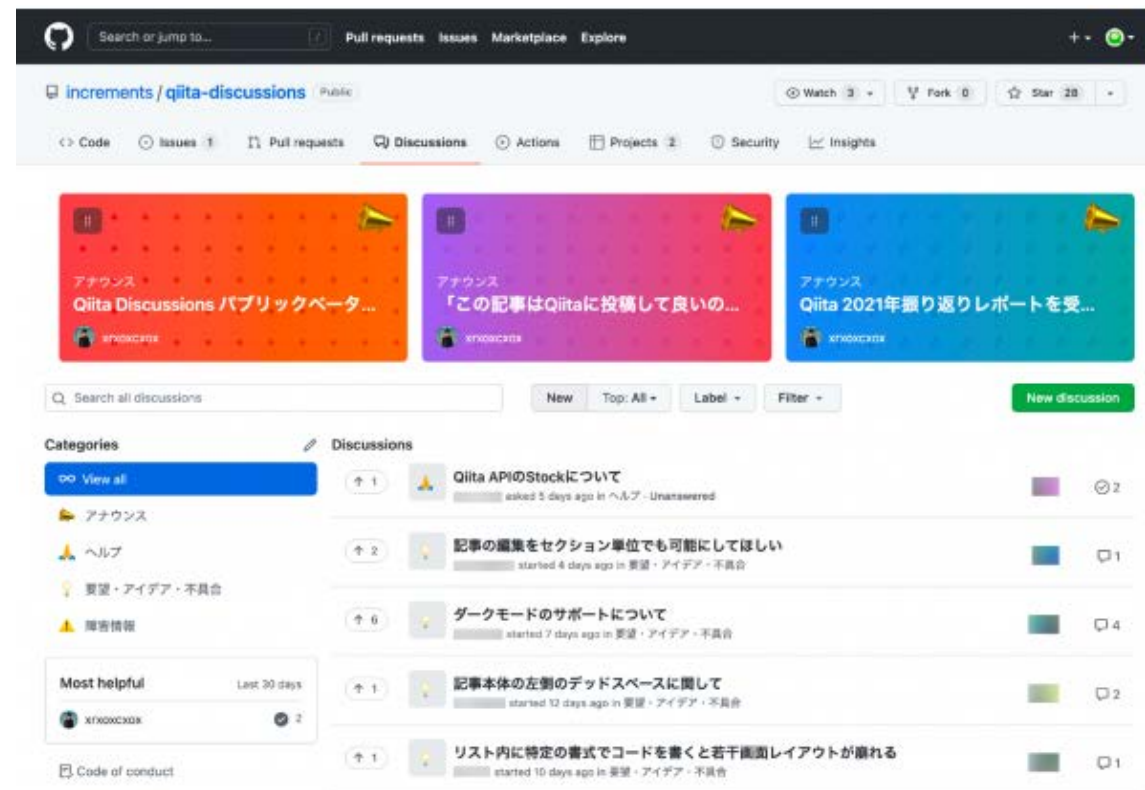 Search or jump to... / Pull requests Issues Marketplace Explore
increments / qiita-discussions Public
Watch 3 Fork 0 Star 28
Code Issues 1 Pull requests Discussions Actions Projects 2 Security Insights
アナウンス
Qiita Discussions パブリックベータ...
xrxoxcxox
アナウンス
「この記事はQiitaに投稿して良いの...
xrxoxcxox
アナウンス
Qiita 2021年振り返りレポートを受...
xrxoxcxox
Search all discussions
New Top: All Label Filter
New discussion
Categories
View all
アナウンス
ヘルプ
要望・アイデア・不具合
障害情報
Most helpful Last 30 days
xrxoxcxox 2
Code of conduct
Discussions
1 Qiita APIのStockについて 2
asked 5 days ago in ヘルプ · Unanswered
2 記事の編集をセクション単位でも可能にしてほしい 1
started 4 days ago in 要望・アイデア・不具合
6 ダークモードのサポートについて 4
started 7 days ago in 要望・アイデア・不具合
1 記事本体の左側のデッドスペースに関して 2
started 12 days ago in 要望・アイデア・不具合
1 リスト内に特定の書式でコードを書くと若干画面レイアウトが崩れる 1
started 10 days ago in 要望・アイデア・不具合